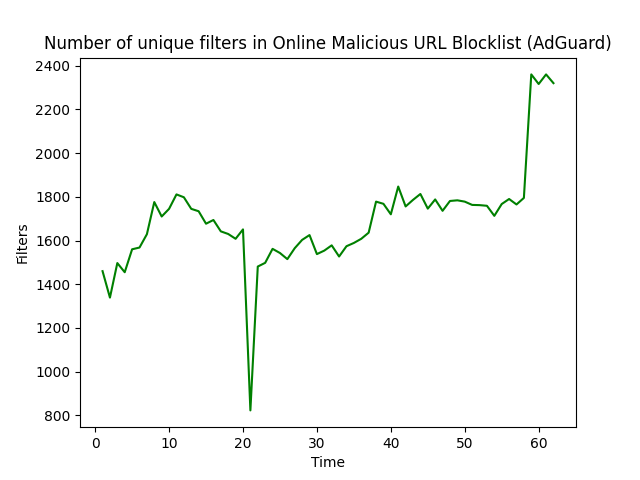 Number of unique filters in Online Malicious URL Blocklist (AdGuard)
2400
2200
2000
1800
1600
1400
1200
1000
800
Filters
0 10 20 30 40 50 60
Time